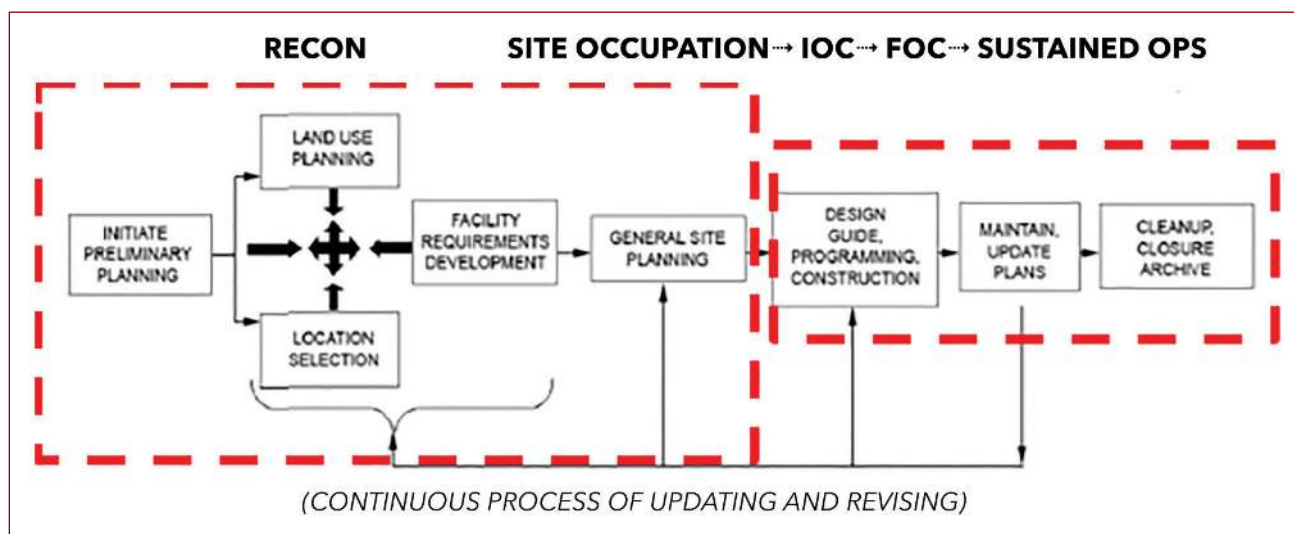 RECON
SITE OCCUPATION⇢ IOC⇢ FOC⇢ SUSTAINED OPS
INITIATE
PRELIMINARY
PLANNING
LAND USE
PLANNING
LOCATION
SELECTION
FACILITY
REQUIREMENTS
DEVELOPMENT
GENERAL SITE
PLANNING
DESIGN
GUIDE,
PROGRAMMING,
CONSTRUCTION
MAINTAIN,
UPDATE
PLANS
CLEANUP,
CLOSURE
ARCHIVE
(CONTINUOUS PROCESS OF UPDATING AND REVISING)